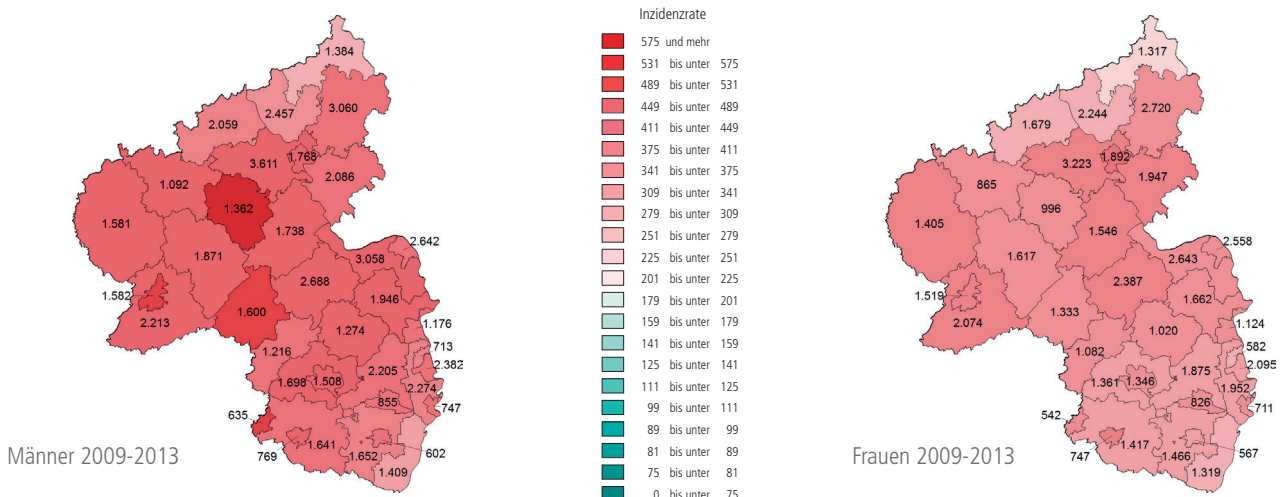 1.384
3.060
2.457
2.059
1.768
3.611
2.086
1.092
1.362
1.581
1.738
2.642
1.871
3.058
2.688
1.582
1.946
1.600
2.213
1.274
1.176
1.216
713
2.382
2.205
1.698 1.508
2.274
855
747
635
1.641
602
769
1.652
1.409
Männer 2009-2013
Inzidenzrate
575 und mehr
531 bis unter 575
489 bis unter 531
449 bis unter 489
411 bis unter 449
375 bis unter 411
341 bis unter 375
309 bis unter 341
279 bis unter 309
251 bis unter 279
225 bis unter 251
201 bis unter 225
179 bis unter 201
159 bis unter 179
141 bis unter 159
125 bis unter 141
111 bis unter 125
99 bis unter 111
89 bis unter 99
81 bis unter 89
75 bis unter 81
0 bis unter 75
1.317
2.720
2.244
1.679
1.892
3.223
1.947
865
996
1.405
1.546
2.558
2.643
1.617
2.387
1.519
1.662
1.333
2.074
1.020
1.124
1.082
582
2.095
1.875
1.361 1.346
1.952
826
711
542
1.417
567
747
1.466
1.319
Frauen 2009-2013